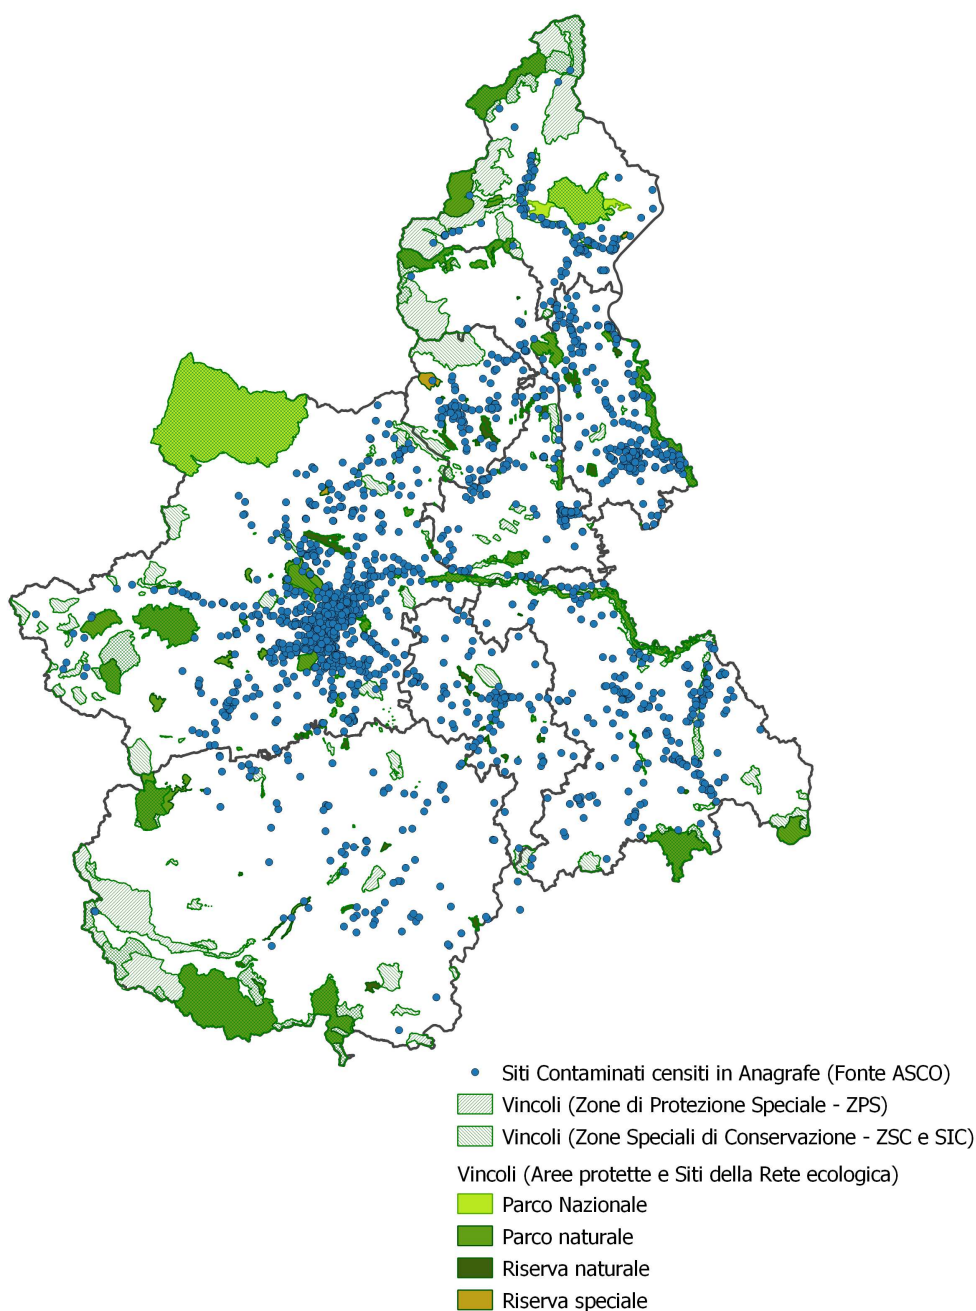 Siti Contaminati censiti in Anagrafe (Fonte ASCO)
Vincoli (Zone di Protezione Speciale - ZPS)
Vincoli (Zone Speciali di Conservazione - ZSC e SIC)
Vincoli (Aree protette e Siti della Rete ecologica)
Parco Nazionale
Parco naturale
Riserva naturale
Riserva speciale